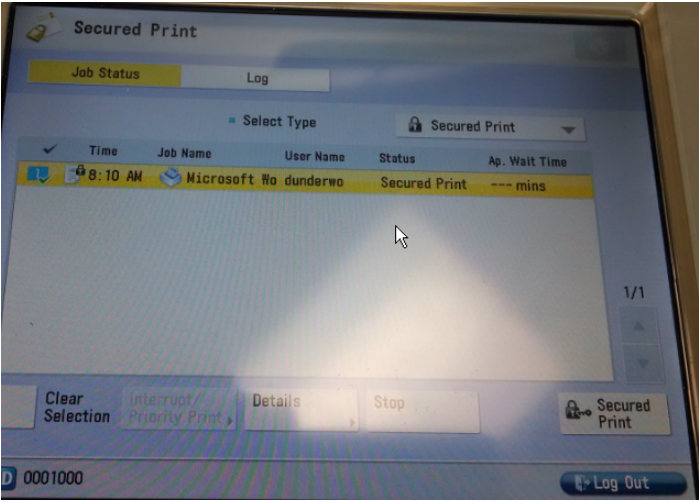 Secured Print
Job Status Log
Select Type Secured Print
Time Job Name User Name Status Ap. Wait Time
1 8:10 AM Microsoft Wo dunderwo Secured Print --- mins
1/1
Clear Selection
Interrupt/
Priority Print
Details
Stop
Secured
Print
D 0001000
Log Out